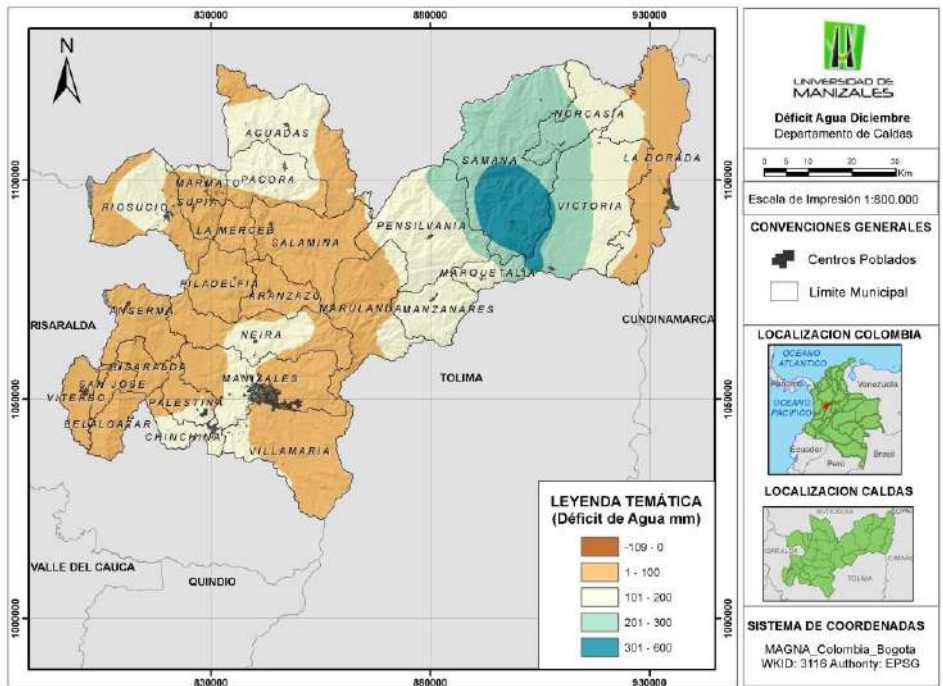 830000
880000
930000
N
1100000
1050000
1000000
1100000
1050000
1000000
AGUADAS
PACORA
RIOSUCIO
MARMATO
SUPIA
LA MERCED
SALAMINA
FILADELFIA
ARANZAZU
ANSERMA
NEIRA
RISARALDA
SAN JOSE
VITERBO
BELALCAZAR
PALESTINA
CHINCHINA
MANIZALES
VILLAMARIA
MARULANDA
MANZANARES
MARQUETALIA
PENSILVANIA
SAMANA
NORCASIA
VICTORIA
LA DORADA
RISARALDA
TOLIMA
CUNDINAMARCA
VALLE DEL CAUCA
QUINDIO
LEYENDA TEMÁTICA
(Déficit de Agua mm)
-109 - 0
1 - 100
101 - 200
201 - 300
301 - 600
830000
880000
930000
UNIVERSIDAD DE
MANIZALES
Déficit Agua Diciembre
Departamento de Caldas
0 5 10 20 30
Km
Escala de Impresión 1:800.000
CONVENCIONES GENERALES
Centros Poblados
Límite Municipal
LOCALIZACION COLOMBIA
OCEANO
ATLANTICO
Panamá
Venezuela
OCEANO
PACIFICO
Ecuador
Brasil
Perú
LOCALIZACION CALDAS
TOLIMA
SISTEMA DE COORDENADAS
MAGNA_Colombia_Bogota
WKID: 3116 Authority: EPSG